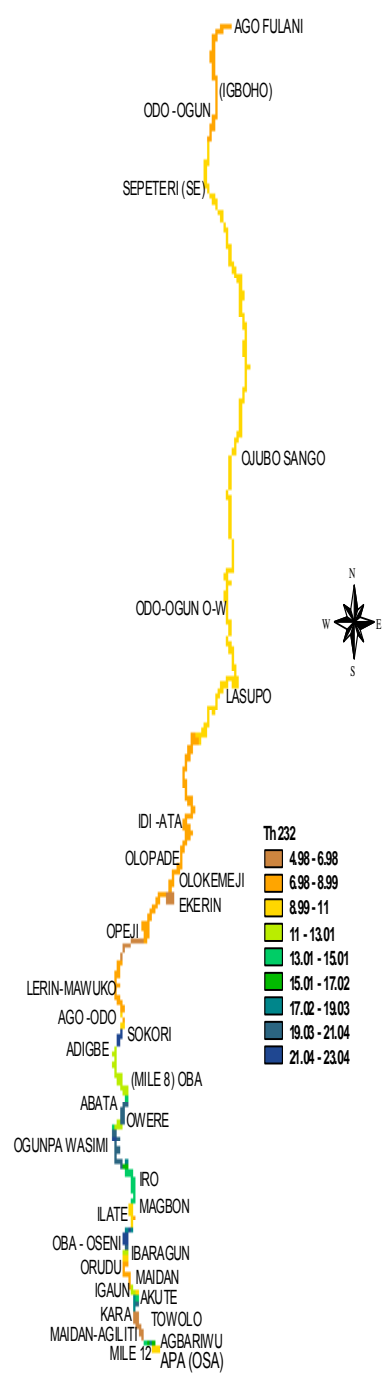 AGO FULANI
(IGBOHO)
ODO -OGUN
SEPETERI (SE)
OJUBO SANGO
N
W E
S
ODO-OGUN O-W
LASUPO
IDI -ATA
OLOPADE
OLOKEMEJI
EKERIN
OPEJI
LERIN-MAWUKO
AGO -ODO
SOKORI
ADIGBE
(MILE 8) OBA
ABATA
OWERE
OGUNPA WASIMI
IRO
MAGBON
ILATE
OBA - OSENI
IBARAGUN
ORUDU
MAIDAN
IGAUN
AKUTE
KARA
TOWOLO
MAIDAN-AGILITI
AGBARIWU
MILE 12
APA (OSA)
Th232
4.98 - 6.98
6.98 - 8.99
8.99 - 11
11 - 13.01
13.01 - 15.01
15.01 - 17.02
17.02 - 19.03
19.03 - 21.04
21.04 - 23.04